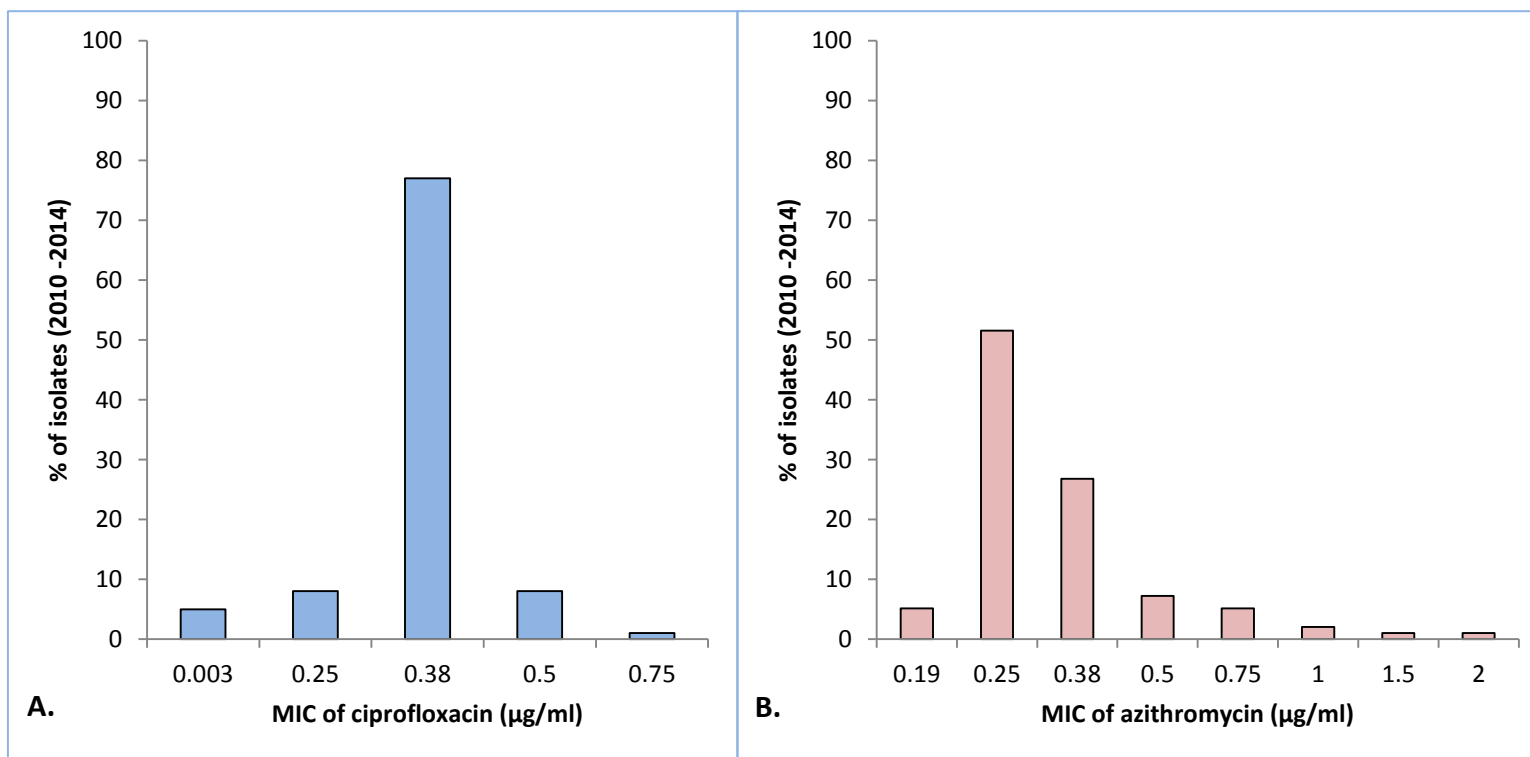 100
90
80
70
60
50
40
30
20
10
0
% of isolates (2010 -2014)
0.003 0.25 0.38 0.5 0.75
MIC of ciprofloxacin (µg/ml)
A.
100
90
80
70
60
50
40
30
20
10
0
% of isolates (2010 -2014)
0.19 0.25 0.38 0.5 0.75 1 1.5 2
MIC of azithromycin (µg/ml)
B.